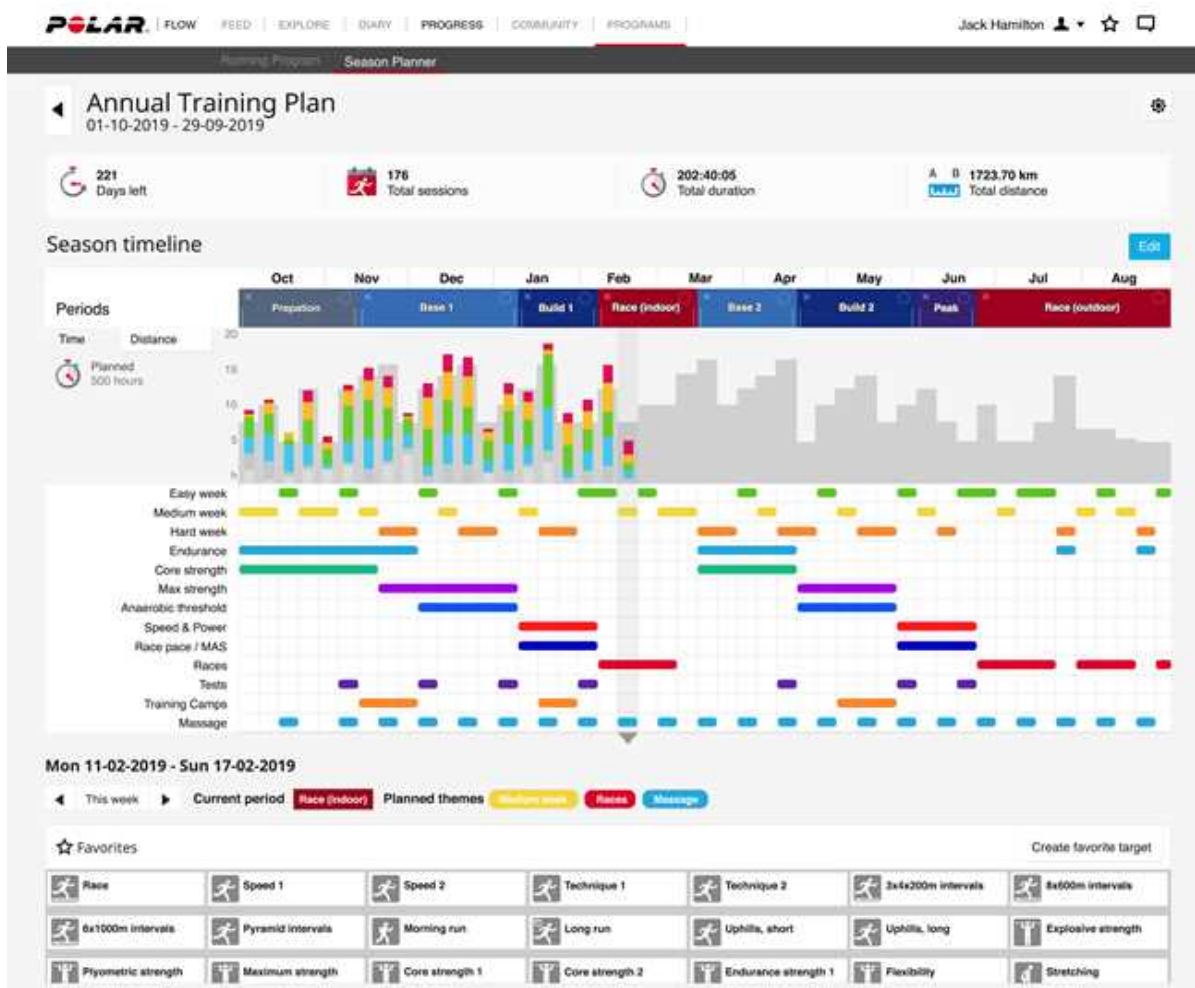 POLAR. FLOW FEED EXPLORE DIARY PROGRESS COMMUNITY PROGRAMS Jack Hamilton
Running Program Season Planner
Annual Training Plan
01-10-2019 - 29-09-2019
221
Days left
176
Total sessions
202:40:05
Total duration
A B
1723.70 km
Total distance
Season timeline
Edit
Oct Nov Dec Jan Feb Mar Apr May Jun Jul Aug
Periods
Prepation Base 1 Build 1 Race (indoor) Base 2 Build 2 Peak Race (outdoor)
Time Distance
Planned
500 hours
20
15
10
5
h
Easy week
Medium week
Hard week
Endurance
Core strength
Max strength
Anaerobic threshold
Speed & Power
Race pace / MAS
Races
Tests
Training Camps
Massage
Mon 11-02-2019 - Sun 17-02-2019
This week Current period Race (indoor) Planned themes Medium week Races Massage
Favorites
Create favorite target
Race Speed 1 Speed 2 Technique 1 Technique 2 3x4x200m intervals 8x600m intervals
6x1000m intervals Pyramid intervals Morning run Long run Uphills, short Uphills, long Explosive strength
Plyometric strength Maximum strength Core strength 1 Core strength 2 Endurance strength 1 Flexibility Stretching